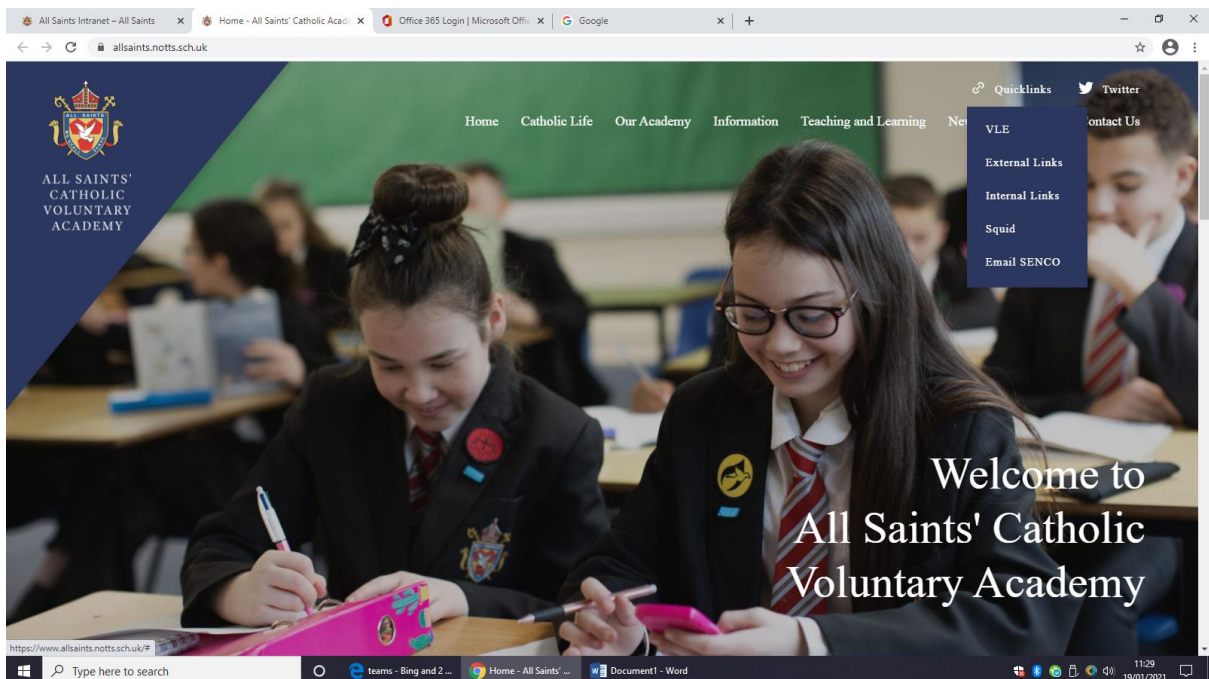 All Saints Intranet – All Saints
Home - All Saints' Catholic Acade
Office 365 Login | Microsoft Offic
Google
allsaints.notts.sch.uk
Quicklinks
Twitter
ALL SAINTS'
CATHOLIC
VOLUNTARY
ACADEMY
Home
Catholic Life
Our Academy
Information
Teaching and Learning
Contact Us
VLE
External Links
Internal Links
Squid
Email SENCO
Welcome to
All Saints' Catholic
Voluntary Academy
https://www.allsaints.notts.sch.uk/#
Type here to search
teams - Bing and 2 ...
Home - All Saints' ...
Document1 - Word
11:29
19/01/2021